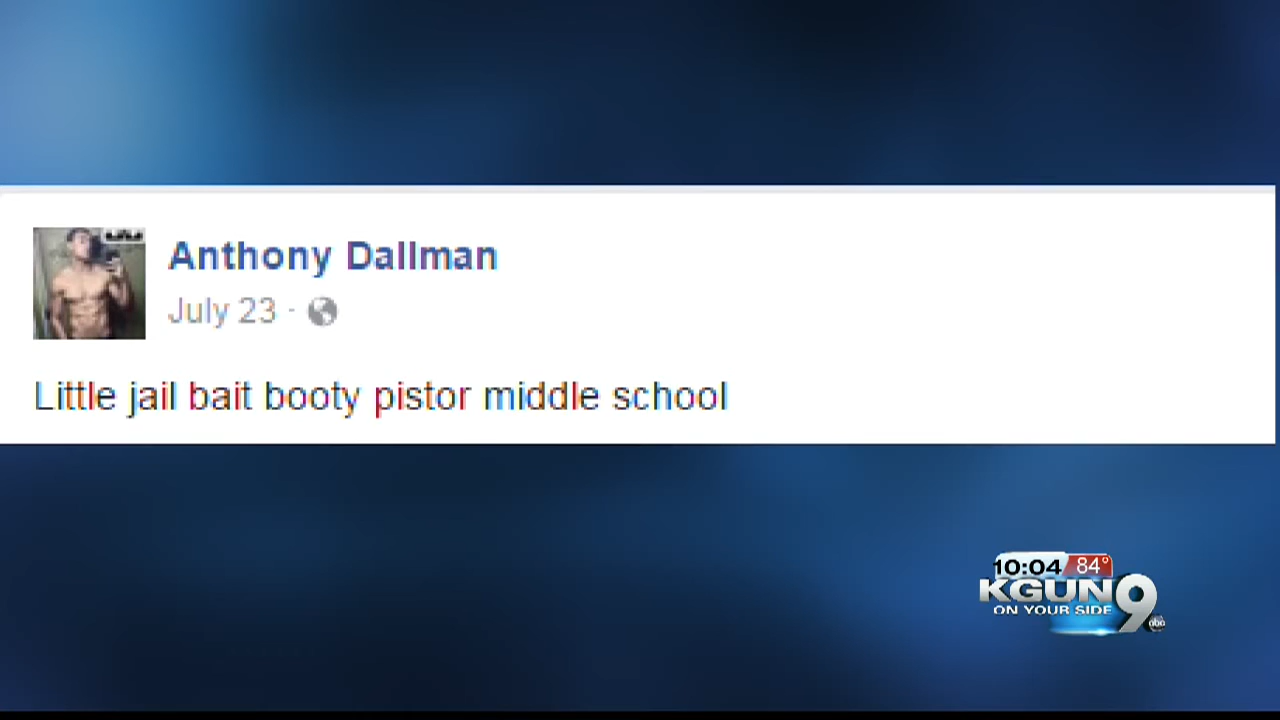 Anthony Dallman
July 23 ·
Little jail bait booty pistor middle school
10:04 84°
KGUN 9
ON YOUR SIDE
abc